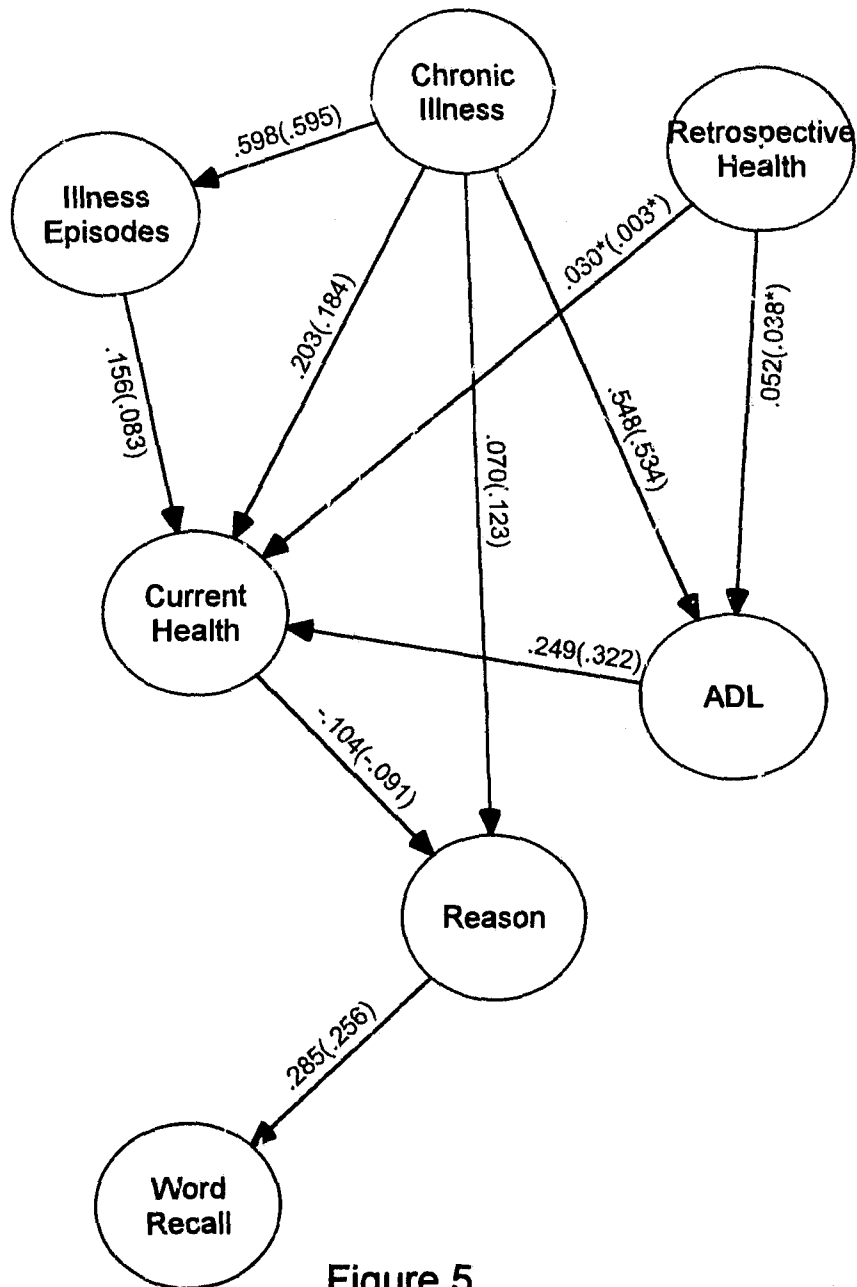 Chronic
Illness
Retrospective
Health
.598(.595)
Illness
Episodes
.030*(.003*)
.203(.184)
.052(.038*)
.156(.083)
.548(.534)
.070(.123)
Current
Health
.249(.322)
ADL
-.104(-.091)
Reason
.285(.256)
Word
Recall
Figure 5